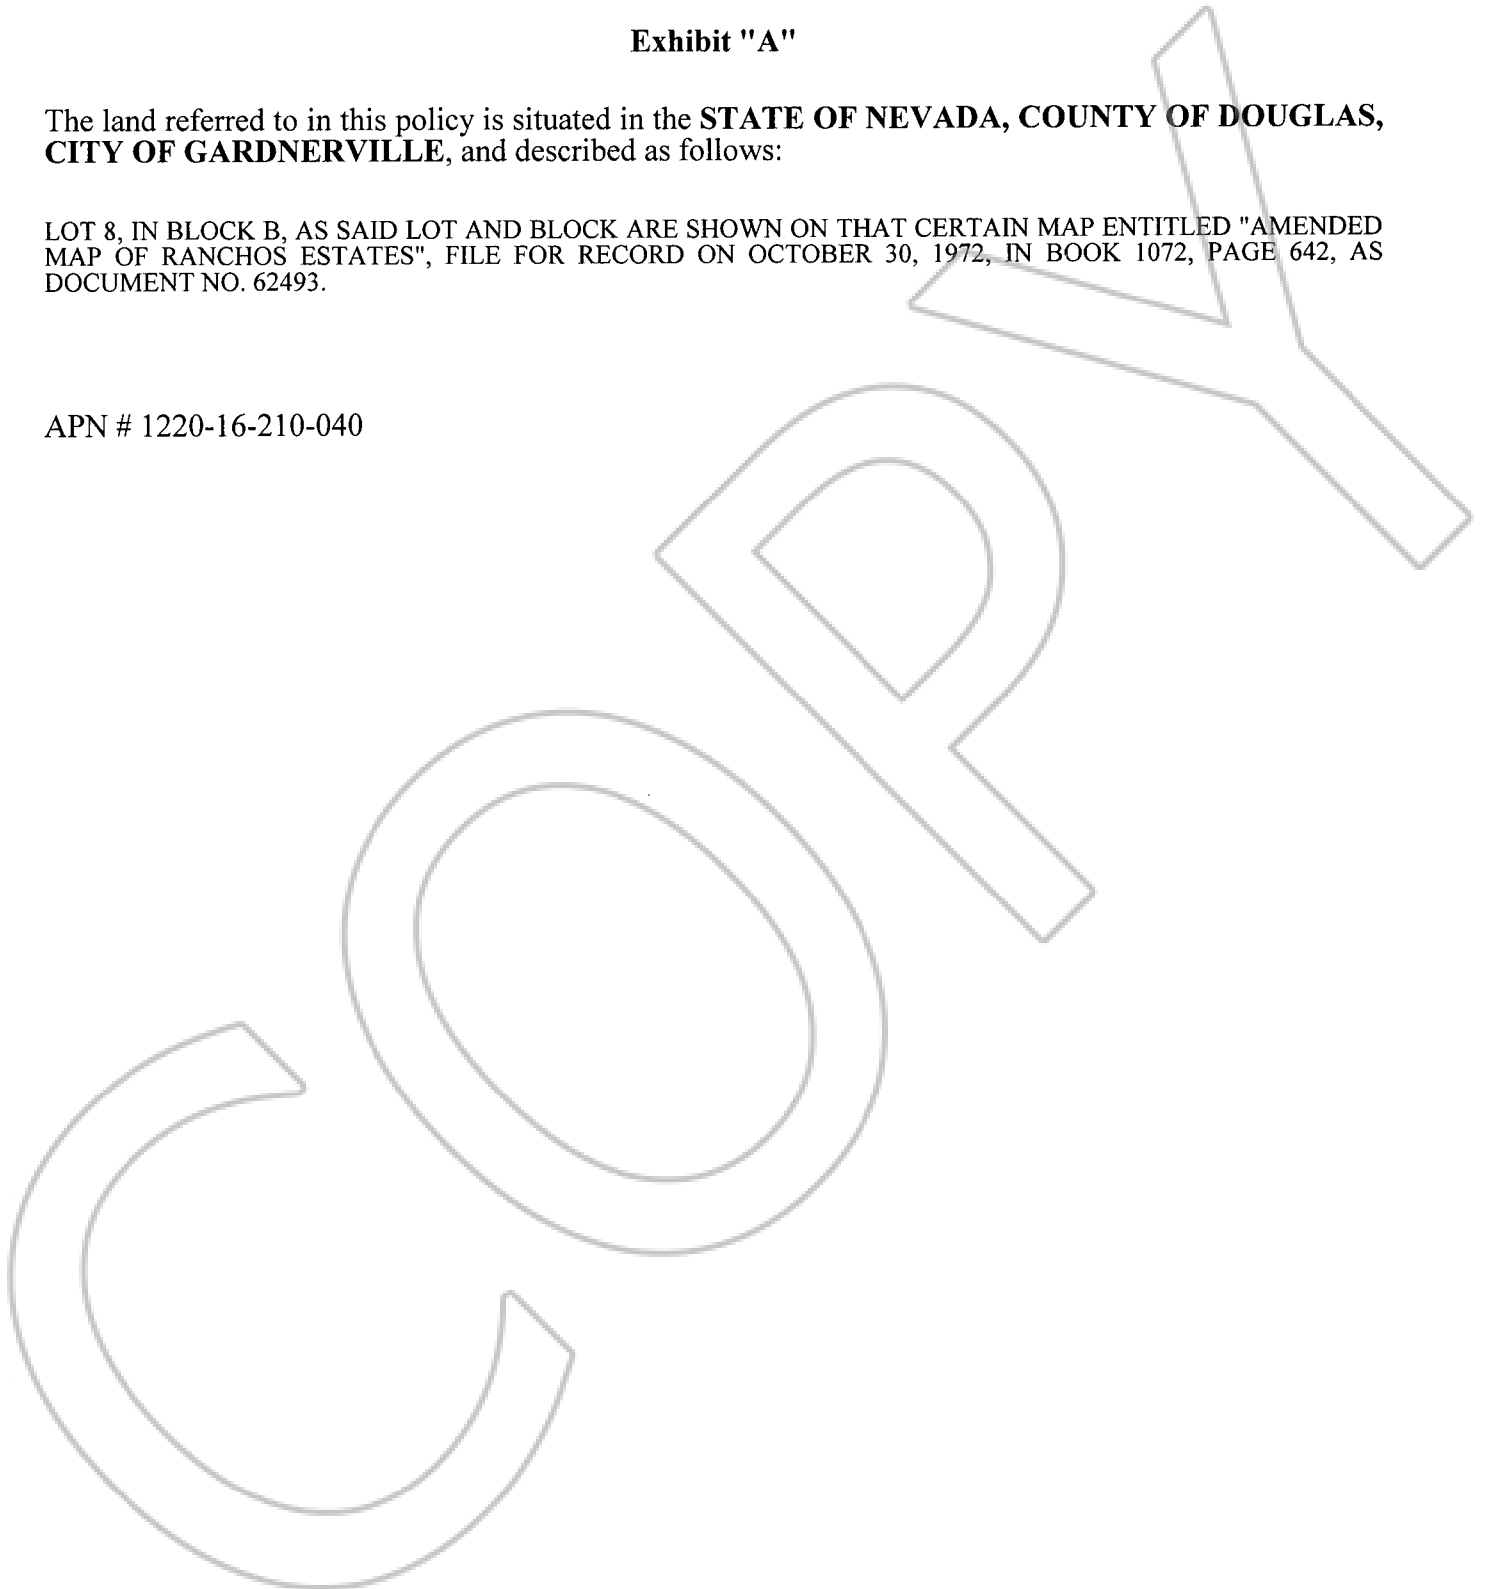 Exhibit "A"
The land referred to in this policy is situated in the STATE OF NEVADA, COUNTY OF DOUGLAS,
CITY OF GARDNERVILLE, and described as follows:
LOT 8, IN BLOCK B, AS SAID LOT AND BLOCK ARE SHOWN ON THAT CERTAIN MAP ENTITLED "AMENDED
MAP OF RANCHOS ESTATES", FILE FOR RECORD ON OCTOBER 30, 1972, IN BOOK 1072, PAGE 642, AS
DOCUMENT NO. 62493.
APN # 1220-16-210-040
COPY